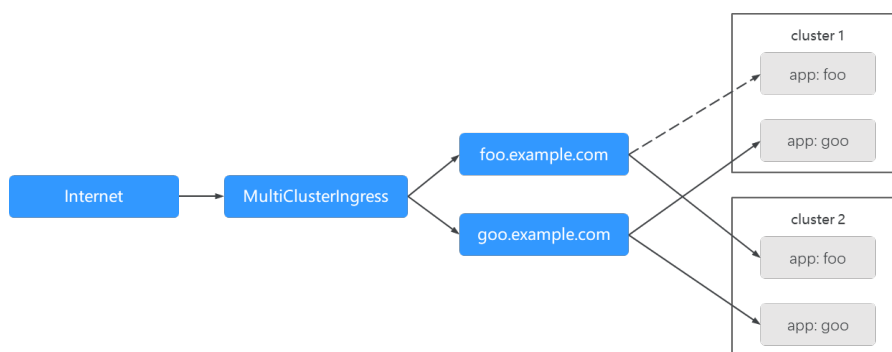 Internet
MultiClusterIngress
foo.example.com
goo.example.com
cluster 1
app: foo
app: goo
cluster 2
app: foo
app: goo